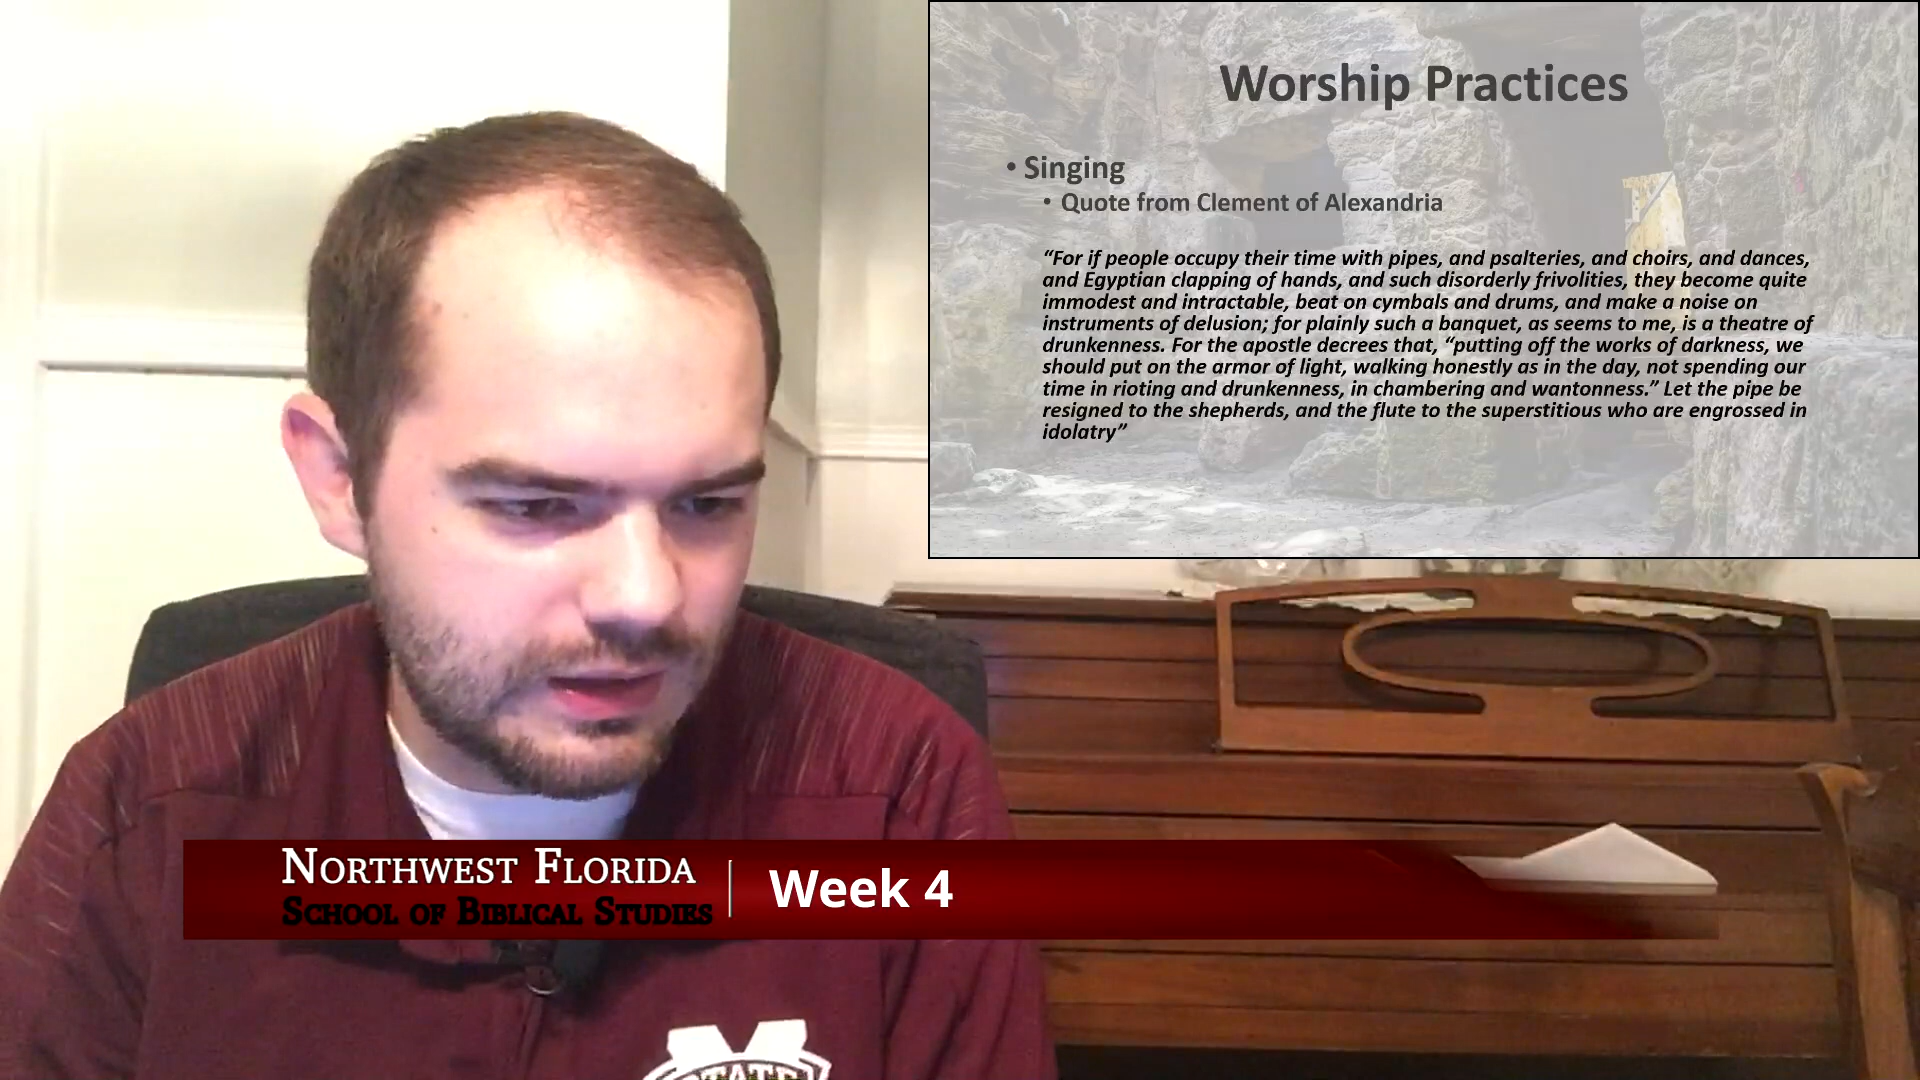 Worship Practices
• Singing
• Quote from Clement of Alexandria
“For if people occupy their time with pipes, and psalteries, and choirs, and dances,
and Egyptian clapping of hands, and such disorderly frivolities, they become quite
immodest and intractable, beat on cymbals and drums, and make a noise on
instruments of delusion; for plainly such a banquet, as seems to me, is a theatre of
drunkenness. For the apostle decrees that, “putting off the works of darkness, we
should put on the armor of light, walking honestly as in the day, not spending our
time in rioting and drunkenness, in chambering and wantonness.” Let the pipe be
resigned to the shepherds, and the flute to the superstitious who are engrossed in
idolatry”
Northwest Florida
School of Biblical Studies
Week 4
STATE